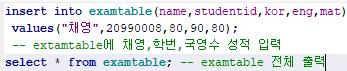 insert into examtable(name,studentid,kor,eng,mat)
values("채영",20990008,80,90,80);
-- extamtable에 채영,학번,국영수 성적 입력
select * from examtable; -- examtable 전체 출력